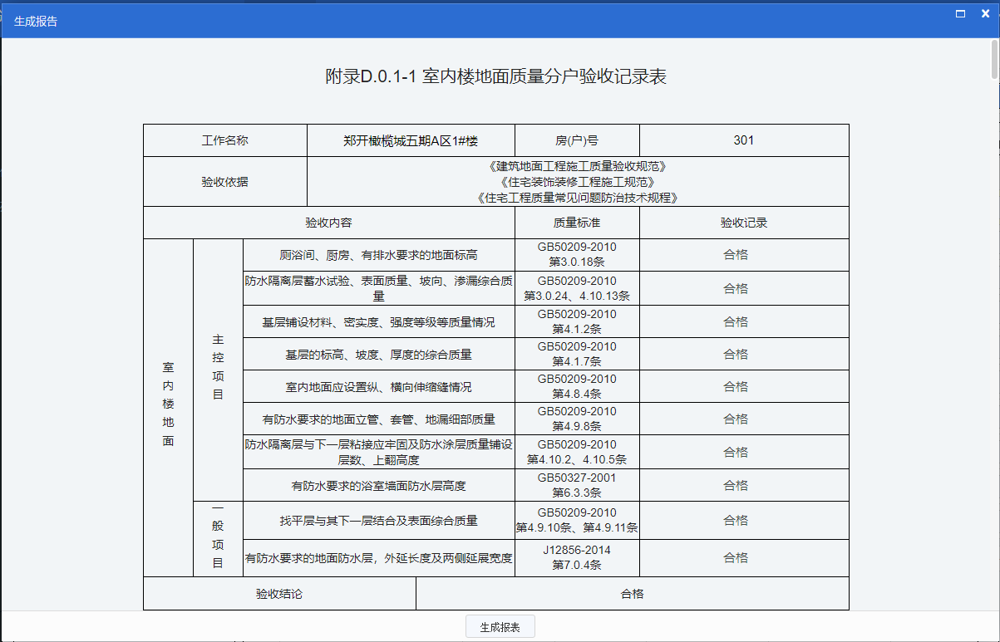 生成报告
附录D.0.1-1 室内楼地面质量分户验收记录表
工作名称 郑开橄榄城五期A区1#楼 房(户)号 301
验收依据
《建筑地面工程施工质量验收规范》
《住宅装饰装修工程施工规范》
《住宅工程质量常见问题防治技术规程》
验收内容 质量标准 验收记录
室内楼地面
主控项目
厕浴间、厨房、有排水要求的地面标高
GB50209-2010
第3.0.18条
合格
防水隔离层蓄水试验、表面质量、坡向、渗漏综合质
量
GB50209-2010
第3.0.24、4.10.13条
合格
基层铺设材料、密实度、强度等级等质量情况
GB50209-2010
第4.1.2条
合格
基层的标高、坡度、厚度的综合质量
GB50209-2010
第4.1.7条
合格
室内地面应设置纵、横向伸缩缝情况
GB50209-2010
第4.8.4条
合格
有防水要求的地面立管、套管、地漏细部质量
GB50209-2010
第4.9.8条
合格
防水隔离层与下一层粘接应牢固及防水涂层质量铺设
层数、上翻高度
GB50209-2010
第4.10.2、4.10.5条
合格
有防水要求的浴室墙面防水层高度
GB50327-2001
第6.3.3条
合格
一般项目
找平层与其下一层结合及表面综合质量
GB50209-2010
第4.9.10条、第4.9.11条
合格
有防水要求的地面防水层，外延长度及两侧延展宽度
J12856-2014
第7.0.4条
合格
验收结论 合格
生成报表